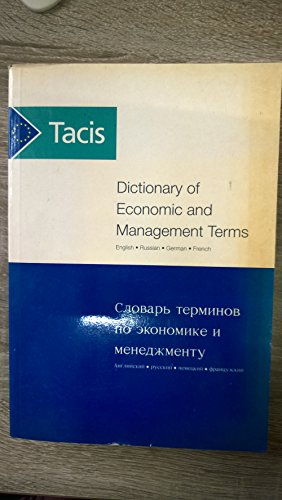 Tacis
Dictionary of
Economic and
Management Terms
English • Russian • German • French
Словарь терминов
по экономике и
менеджменту
Английский • русский • немецкий • французский